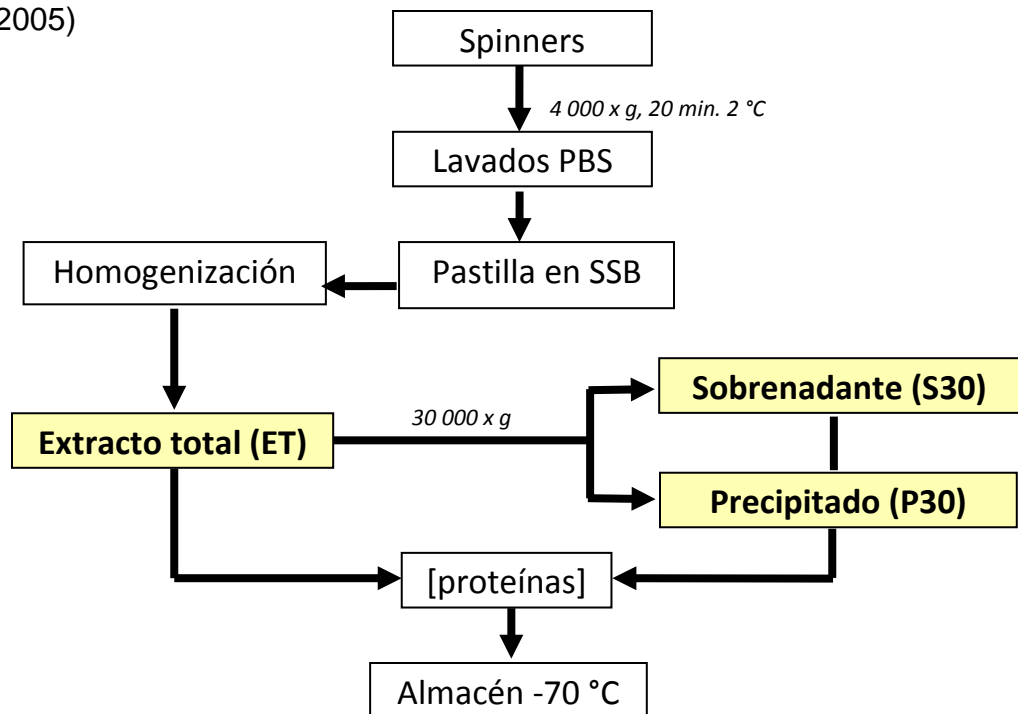 2005)
Spinners
4 000 x g, 20 min. 2 °C
Lavados PBS
Homogenización
Pastilla en SSB
Sobrenadante (S30)
30 000 x g
Extracto total (ET)
Precipitado (P30)
[proteínas]
Almacén -70 °C